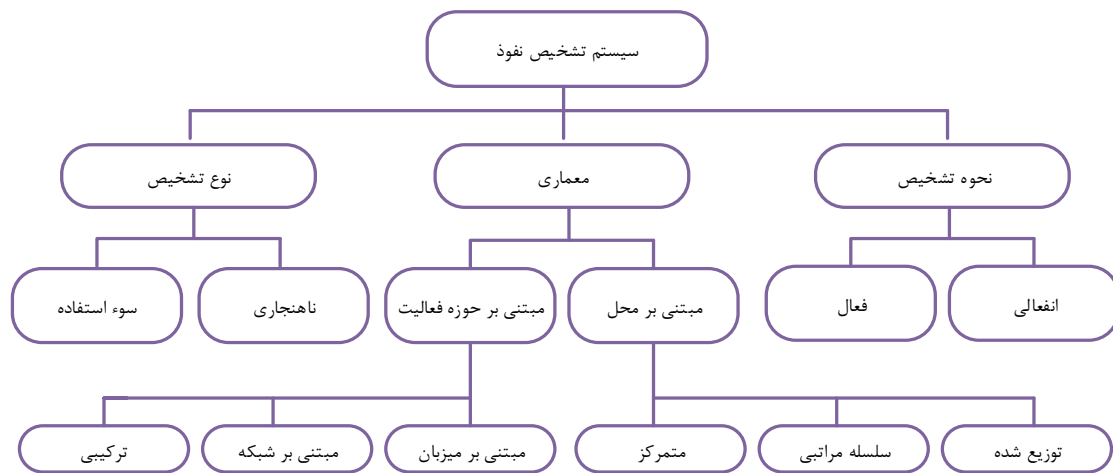 سیستم تشخیص نفوذ
نحوه تشخیص
معماری
نوع تشخیص
انفعالی
فعال
مبتنی بر محل
مبتنی بر حوزه فعالیت
ناهنجاری
سوء استفاده
توزیع شده
سلسله مراتبی
متمرکز
مبتنی بر میزبان
مبتنی بر شبکه
ترکیبی